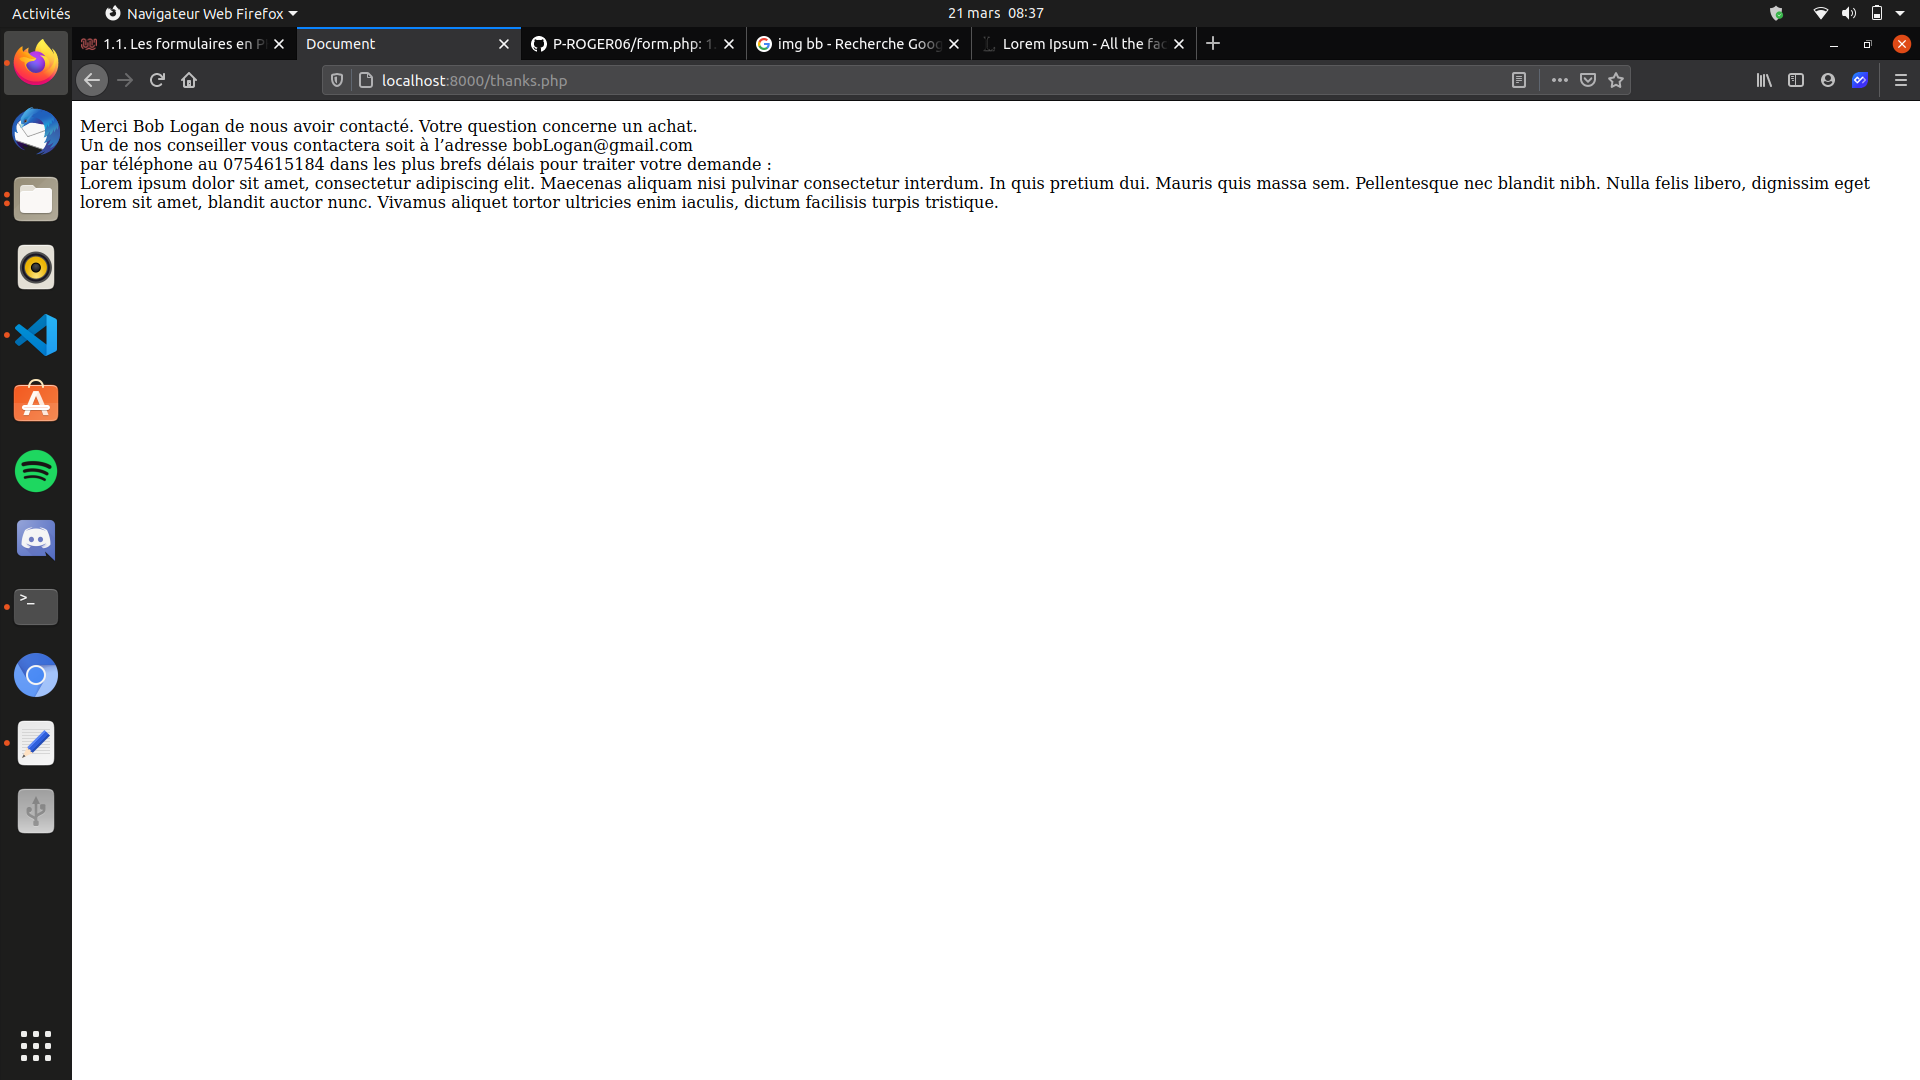 Activités
Navigateur Web Firefox
21 mars 08:37
1.1. Les formulaires en P
Document
P-ROGER06/form.php: 1.
img bb - Recherche Goog
Lorem Ipsum - All the fac
localhost:8000/thanks.php
Merci Bob Logan de nous avoir contacté. Votre question concerne un achat.
Un de nos conseiller vous contactera soit à l’adresse bobLogan@gmail.com
par téléphone au 0754615184 dans les plus brefs délais pour traiter votre demande :
Lorem ipsum dolor sit amet, consectetur adipiscing elit. Maecenas aliquam nisi pulvinar consectetur interdum. In quis pretium dui. Mauris quis massa sem. Pellentesque nec blandit nibh. Nulla felis libero, dignissim eget
lorem sit amet, blandit auctor nunc. Vivamus aliquet tortor ultricies enim iaculis, dictum facilisis turpis tristique.